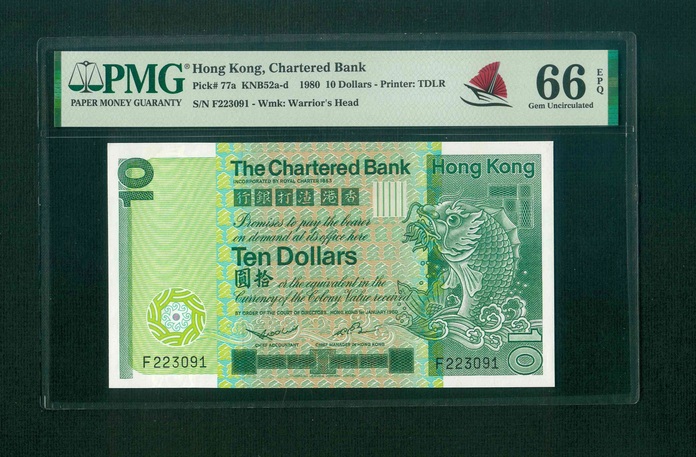 PMG®
PAPER MONEY GUARANTY
Hong Kong, Chartered Bank
Pick# 77a KNB52a-d 1980 10 Dollars - Printer: TDLR
S/N F223091 - Wmk: Warrior's Head
66 EPQ
Gem Uncirculated
10
The Chartered Bank
Hong Kong
INCORPORATED BY ROYAL CHARTER 1853
行銀打渣港香
Promises to pay the bearer
on demand at its office here
Ten Dollars
圓拾
or the equivalent in the
Currency of the Colony, Value received
BY ORDER OF THE COURT OF DIRECTORS, HONG KONG 1ST JANUARY 1980
CHIEF ACCOUNTANT
CHIEF MANAGER IN HONG KONG
F223091
F223091
10